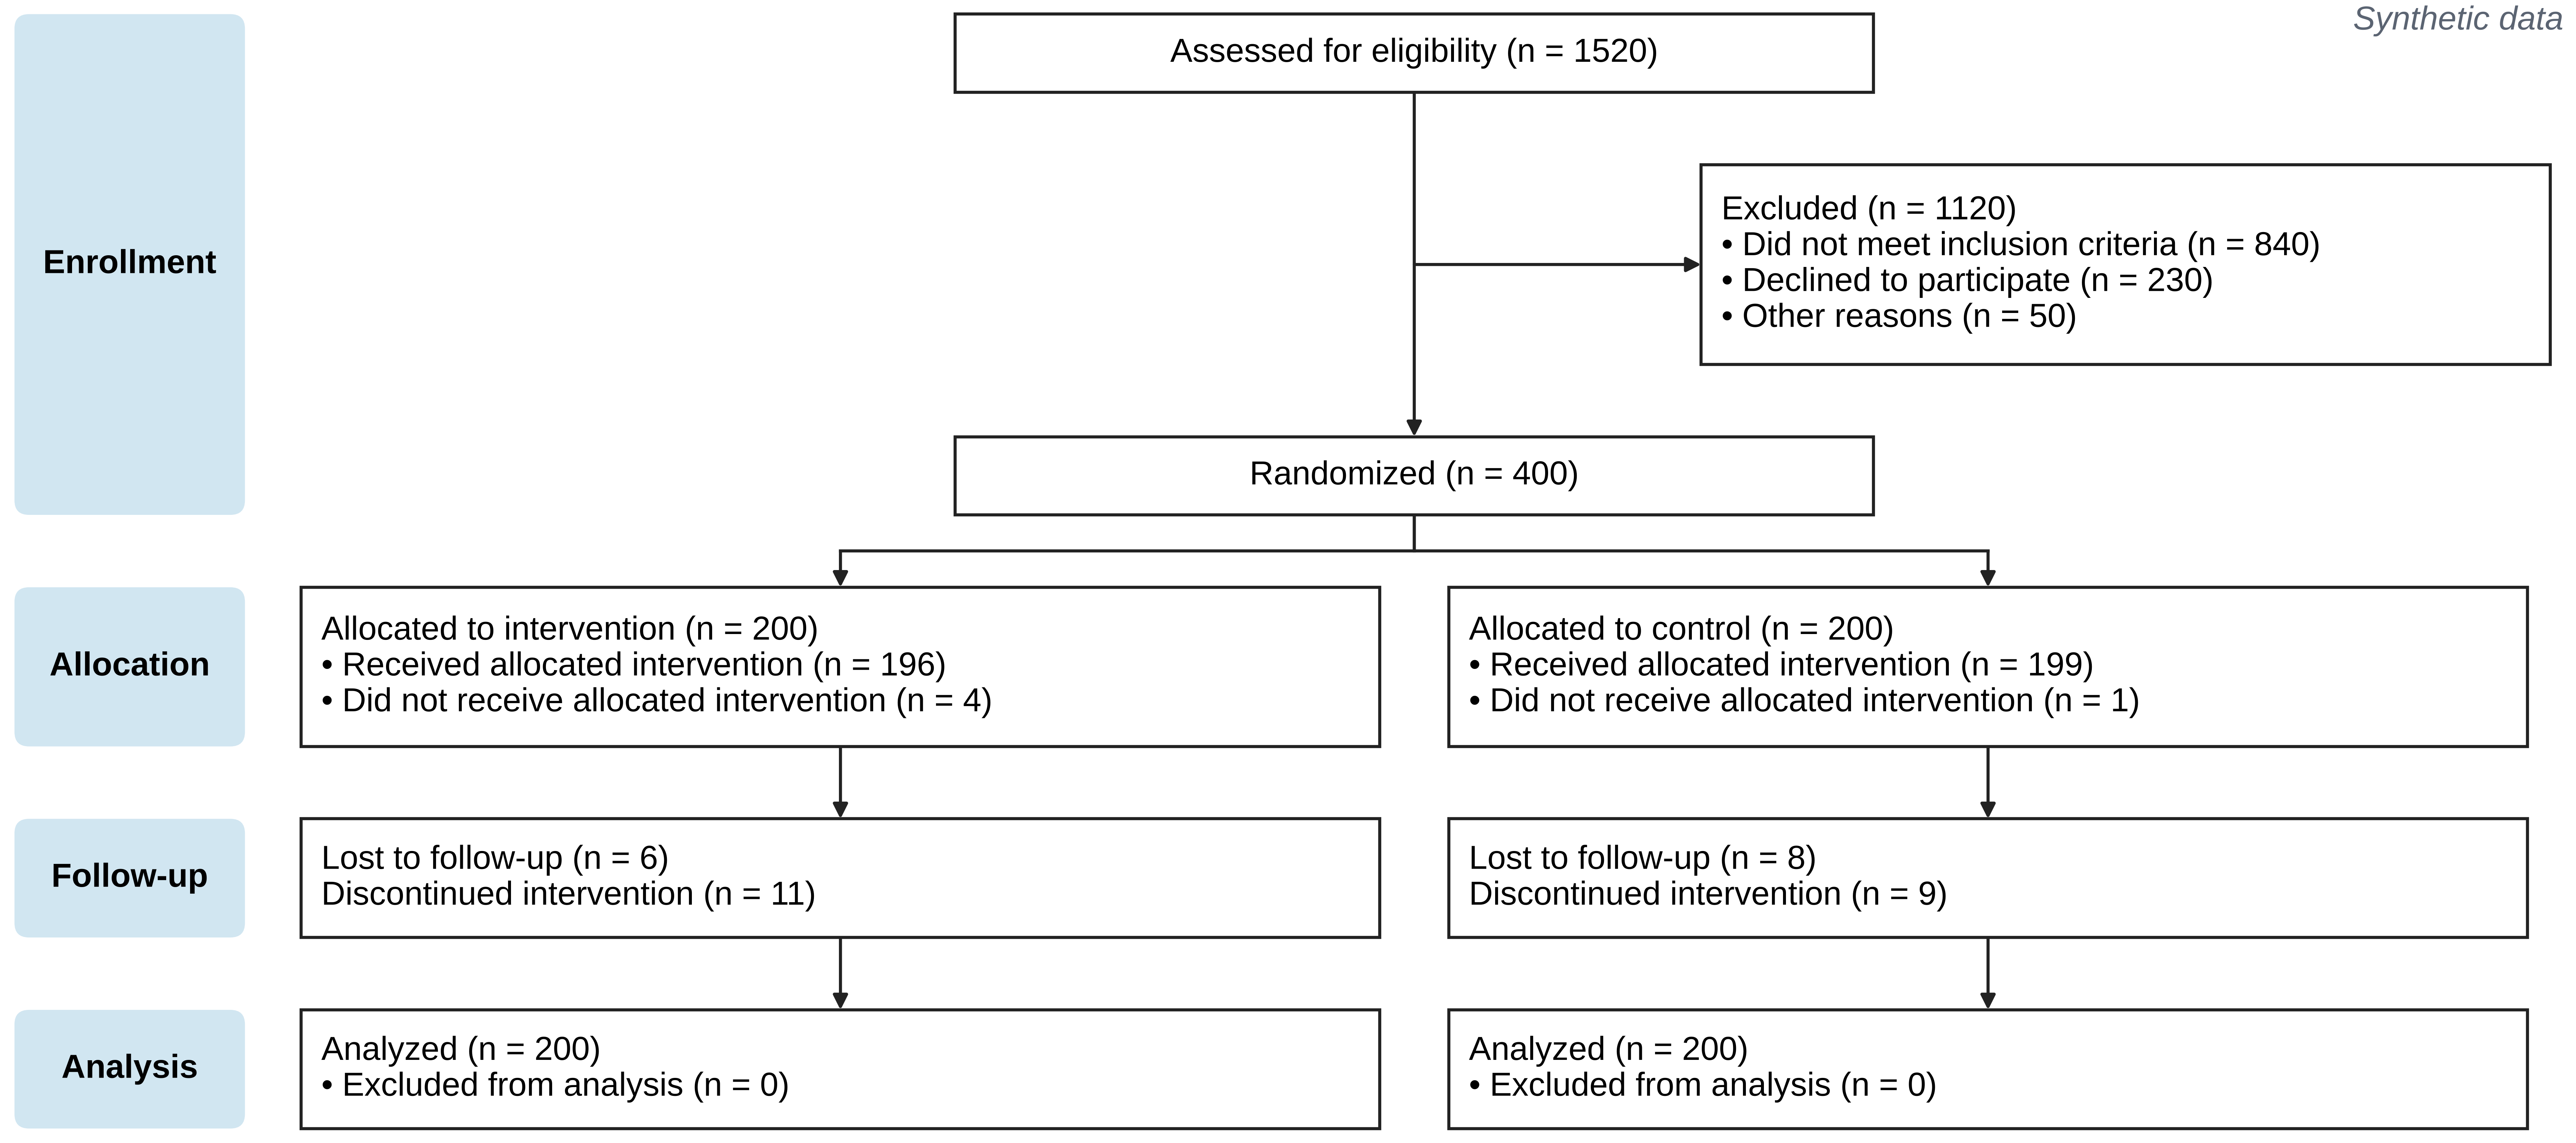 Synthetic data
Assessed for eligibility (n = 1520)
Enrollment
Excluded (n = 1120)
• Did not meet inclusion criteria (n = 840)
• Declined to participate (n = 230)
• Other reasons (n = 50)
Randomized (n = 400)
Allocation
Allocated to intervention (n = 200)
• Received allocated intervention (n = 196)
• Did not receive allocated intervention (n = 4)
Allocated to control (n = 200)
• Received allocated intervention (n = 199)
• Did not receive allocated intervention (n = 1)
Follow-up
Lost to follow-up (n = 6)
Discontinued intervention (n = 11)
Lost to follow-up (n = 8)
Discontinued intervention (n = 9)
Analysis
Analyzed (n = 200)
• Excluded from analysis (n = 0)
Analyzed (n = 200)
• Excluded from analysis (n = 0)